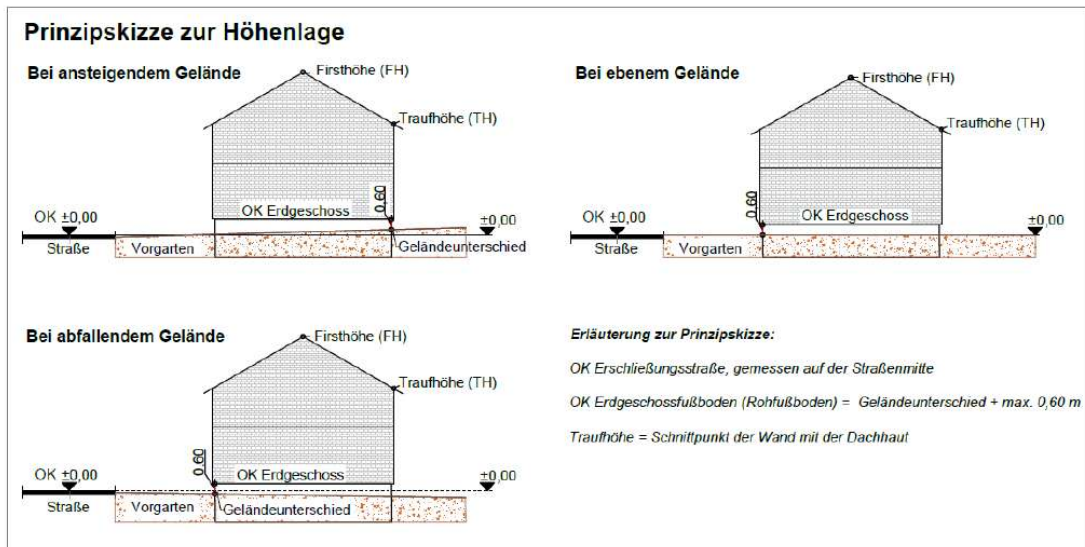 Prinzipskizze zur Höhenlage
Bei ansteigendem Gelände
Firsthöhe (FH)
Traufhöhe (TH)
0,60
OK Erdgeschoss
OK ±0,00
±0,00
Straße
Vorgarten
Geländeunterschied
Bei ebenem Gelände
Firsthöhe (FH)
Traufhöhe (TH)
0,60
OK Erdgeschoss
OK ±0,00
±0,00
Straße
Vorgarten
Bei abfallendem Gelände
Firsthöhe (FH)
Traufhöhe (TH)
0,60
OK Erdgeschoss
OK ±0,00
±0,00
Straße
Vorgarten
Geländeunterschied
Erläuterung zur Prinzipskizze:
OK Erschließungsstraße, gemessen auf der Straßenmitte
OK Erdgeschossfußboden (Rohfußboden) = Geländeunterschied + max. 0,60 m
Traufhöhe = Schnittpunkt der Wand mit der Dachhaut